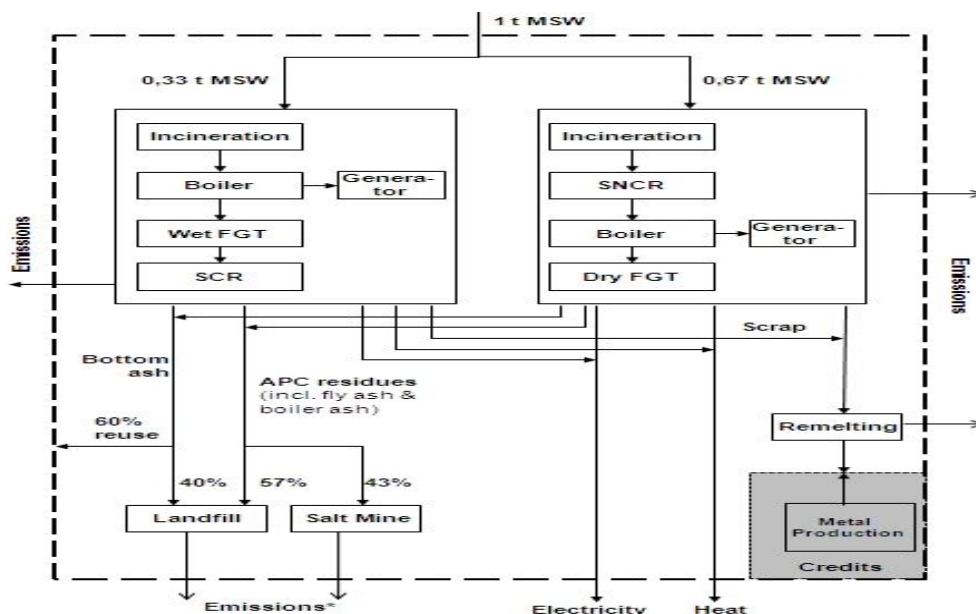 1 t MSW
0,33 t MSW
0,67 t MSW
Incineration
Boiler
Genera-
tor
Wet FGT
SCR
Incineration
SNCR
Boiler
Genera-
tor
Dry FGT
Emissions
Emissions
Scrap
Bottom
ash
APC residues
(incl. fly ash &
boiler ash)
60%
reuse
Remelting
40%
57%
43%
Landfill
Salt Mine
Metal
Production
Credits
Emissions*
Electricity
Heat